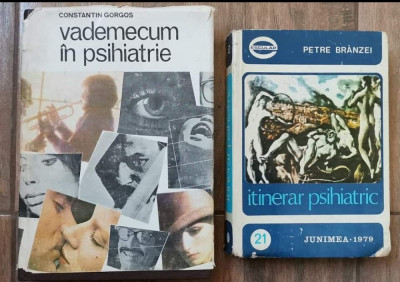 CONSTANTIN GORGOS
vademecum
în psihiatrie
PETRE BRÂNZEI
itinerar psihiatric
21
JUNIMEA·1979